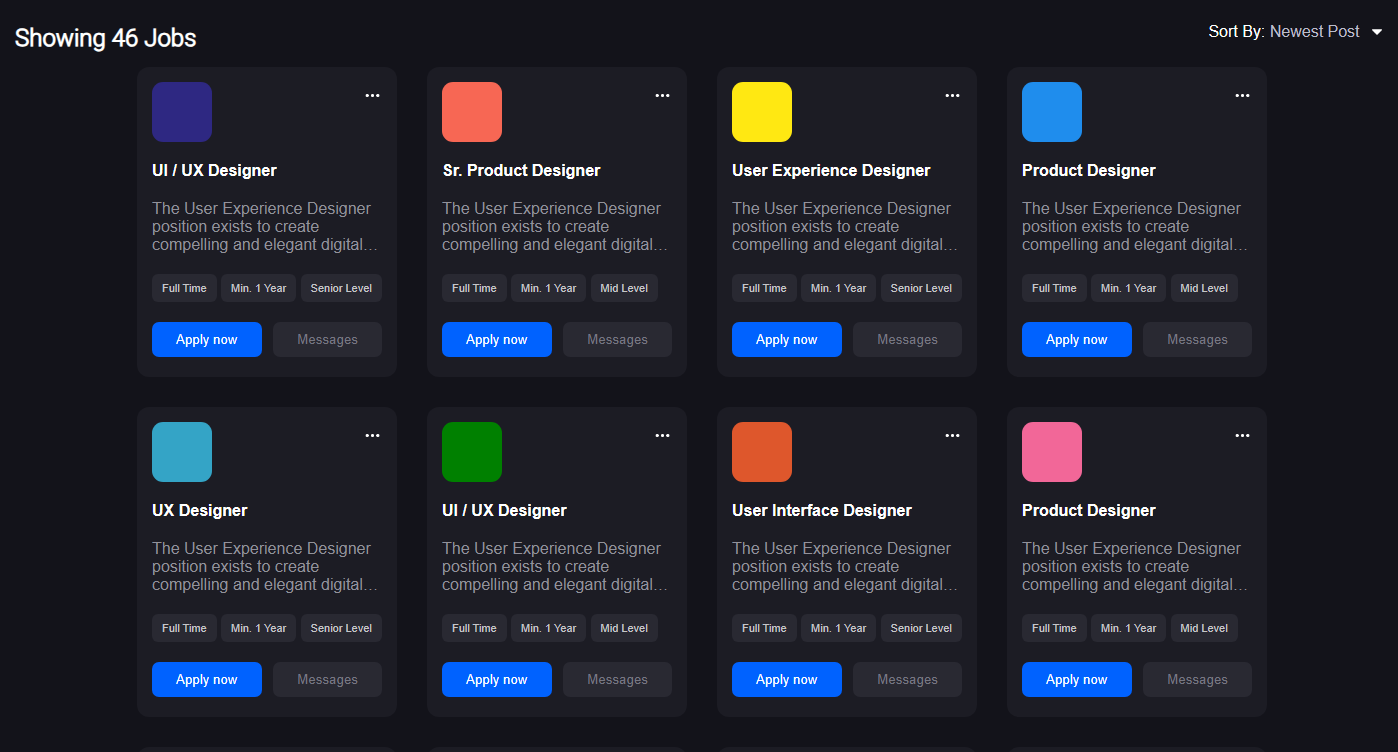 Showing 46 Jobs
Sort By: Newest Post
UI / UX Designer
The User Experience Designer
position exists to create
compelling and elegant digital…
Full Time Min. 1 Year Senior Level
Apply now Messages
Sr. Product Designer
The User Experience Designer
position exists to create
compelling and elegant digital…
Full Time Min. 1 Year Mid Level
Apply now Messages
User Experience Designer
The User Experience Designer
position exists to create
compelling and elegant digital…
Full Time Min. 1 Year Senior Level
Apply now Messages
Product Designer
The User Experience Designer
position exists to create
compelling and elegant digital…
Full Time Min. 1 Year Mid Level
Apply now Messages
UX Designer
The User Experience Designer
position exists to create
compelling and elegant digital…
Full Time Min. 1 Year Senior Level
Apply now Messages
UI / UX Designer
The User Experience Designer
position exists to create
compelling and elegant digital…
Full Time Min. 1 Year Mid Level
Apply now Messages
User Interface Designer
The User Experience Designer
position exists to create
compelling and elegant digital…
Full Time Min. 1 Year Senior Level
Apply now Messages
Product Designer
The User Experience Designer
position exists to create
compelling and elegant digital…
Full Time Min. 1 Year Mid Level
Apply now Messages